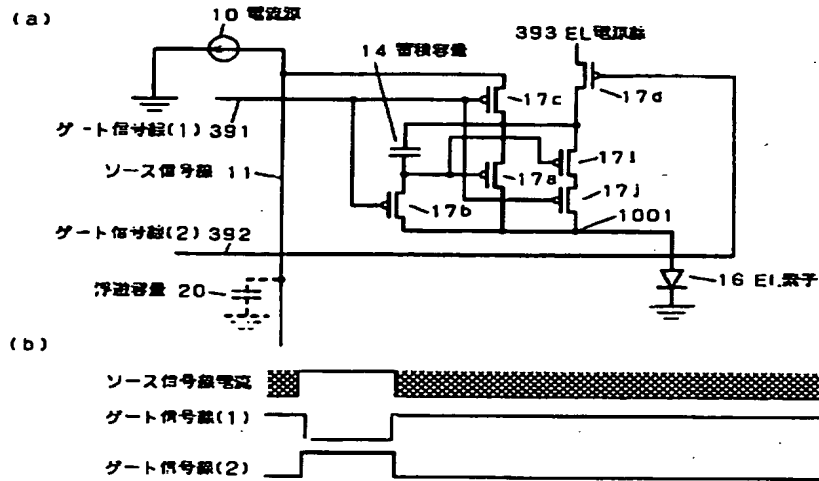 (a)
10 電流源
393 EL電源線
14 蓄積容量
17c
17d
ゲート信号線(1) 391
17i
ソース信号線 11
17a
17j
17b
1001
ゲート信号線(2) 392
16 EL素子
浮遊容量 20
(b)
ソース信号線電流
ゲート信号線(1)
ゲート信号線(2)